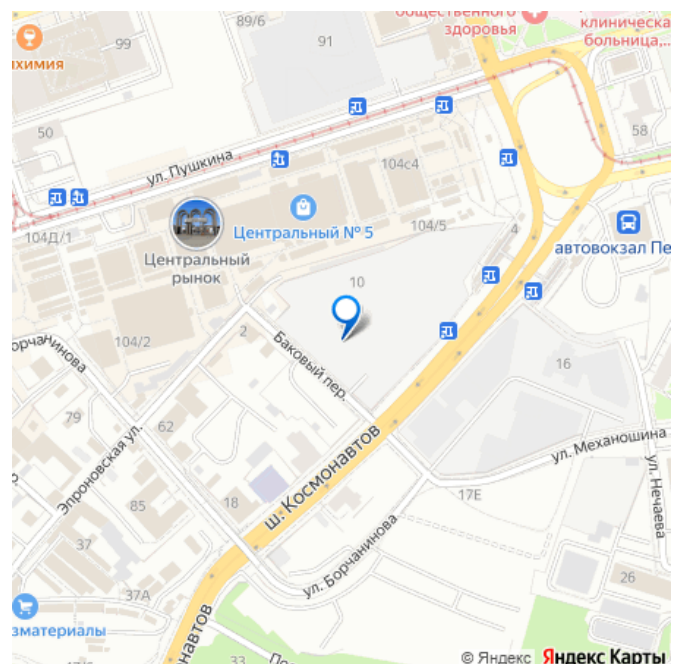 89/6
общественного
здоровья
клиническа
больница,...
99
91
лхимия
50
58
ул. Пушкина
104с4
104Д/1
Центральный № 5
104/5
4
автовокзал Пе
Центральный
рынок
10
2
104/2
орчанинова
Баковый пер.
16
79
62
ш. Космонавтов
ул. Механошина
Эпроновская ул.
ул. Нечаева
85
18
17Е
37
ул. Борчанинова
26
37А
зматериалы
навтов
33
© Яндекс Яндекс Карты